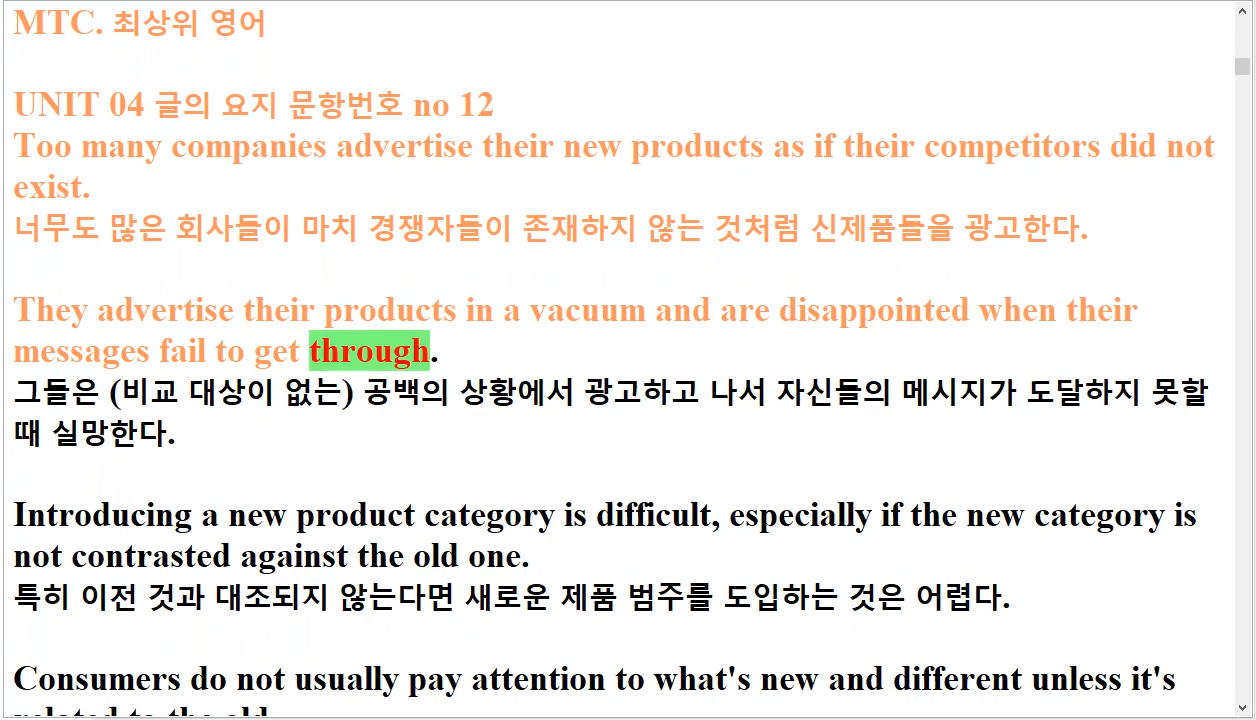 MTC. 최상위 영어
UNIT 04 글의 요지 문항번호 no 12
Too many companies advertise their new products as if their competitors did not
exist.
너무도 많은 회사들이 마치 경쟁자들이 존재하지 않는 것처럼 신제품들을 광고한다.
They advertise their products in a vacuum and are disappointed when their
messages fail to get through.
그들은 (비교 대상이 없는) 공백의 상황에서 광고하고 나서 자신들의 메시지가 도달하지 못할
때 실망한다.
Introducing a new product category is difficult, especially if the new category is
not contrasted against the old one.
특히 이전 것과 대조되지 않는다면 새로운 제품 범주를 도입하는 것은 어렵다.
Consumers do not usually pay attention to what's new and different unless it's
related to the old